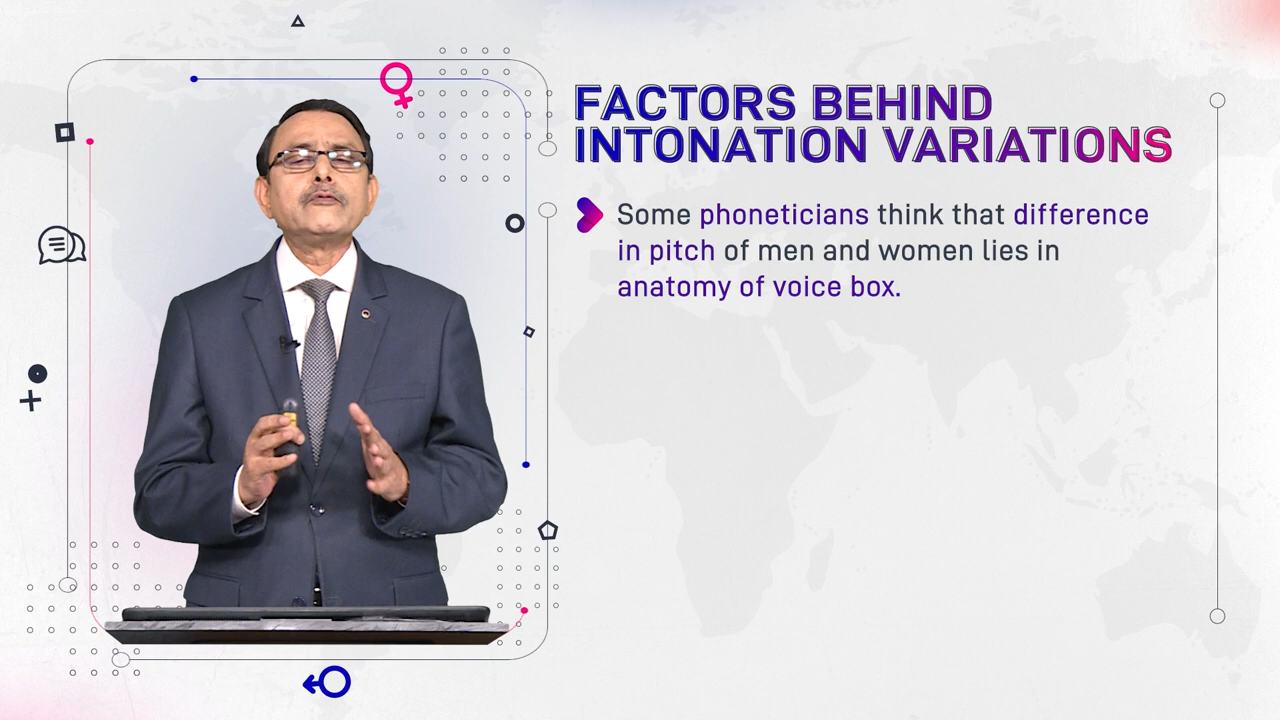 FACTORS BEHIND
INTONATION VARIATIONS
Some phoneticians think that difference
in pitch of men and women lies in
anatomy of voice box.